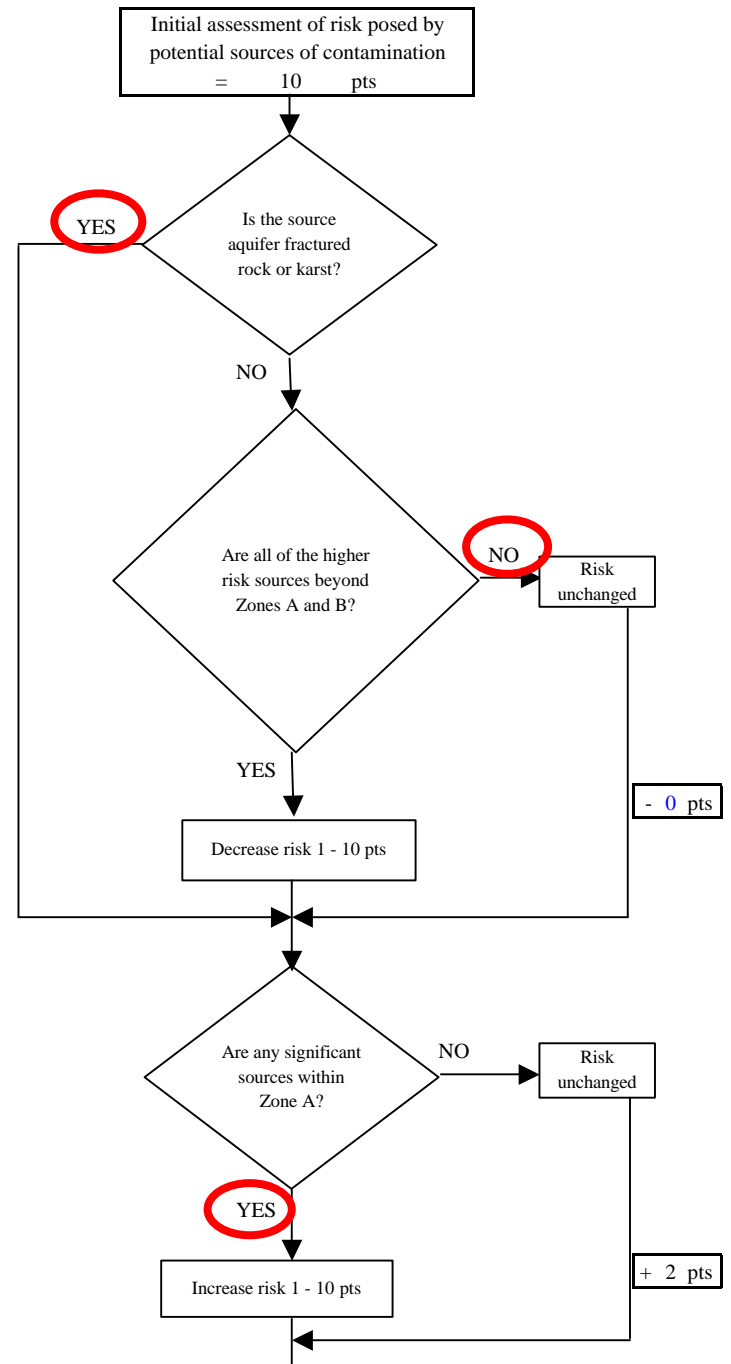 Initial assessment of risk posed by
potential sources of contamination
= 10 pts
YES
Is the source
aquifer fractured
rock or karst?
NO
Are all of the higher
risk sources beyond
Zones A and B?
NO
Risk
unchanged
YES
- 0 pts
Decrease risk 1 - 10 pts
Are any significant
sources within
Zone A?
NO
Risk
unchanged
YES
+ 2 pts
Increase risk 1 - 10 pts